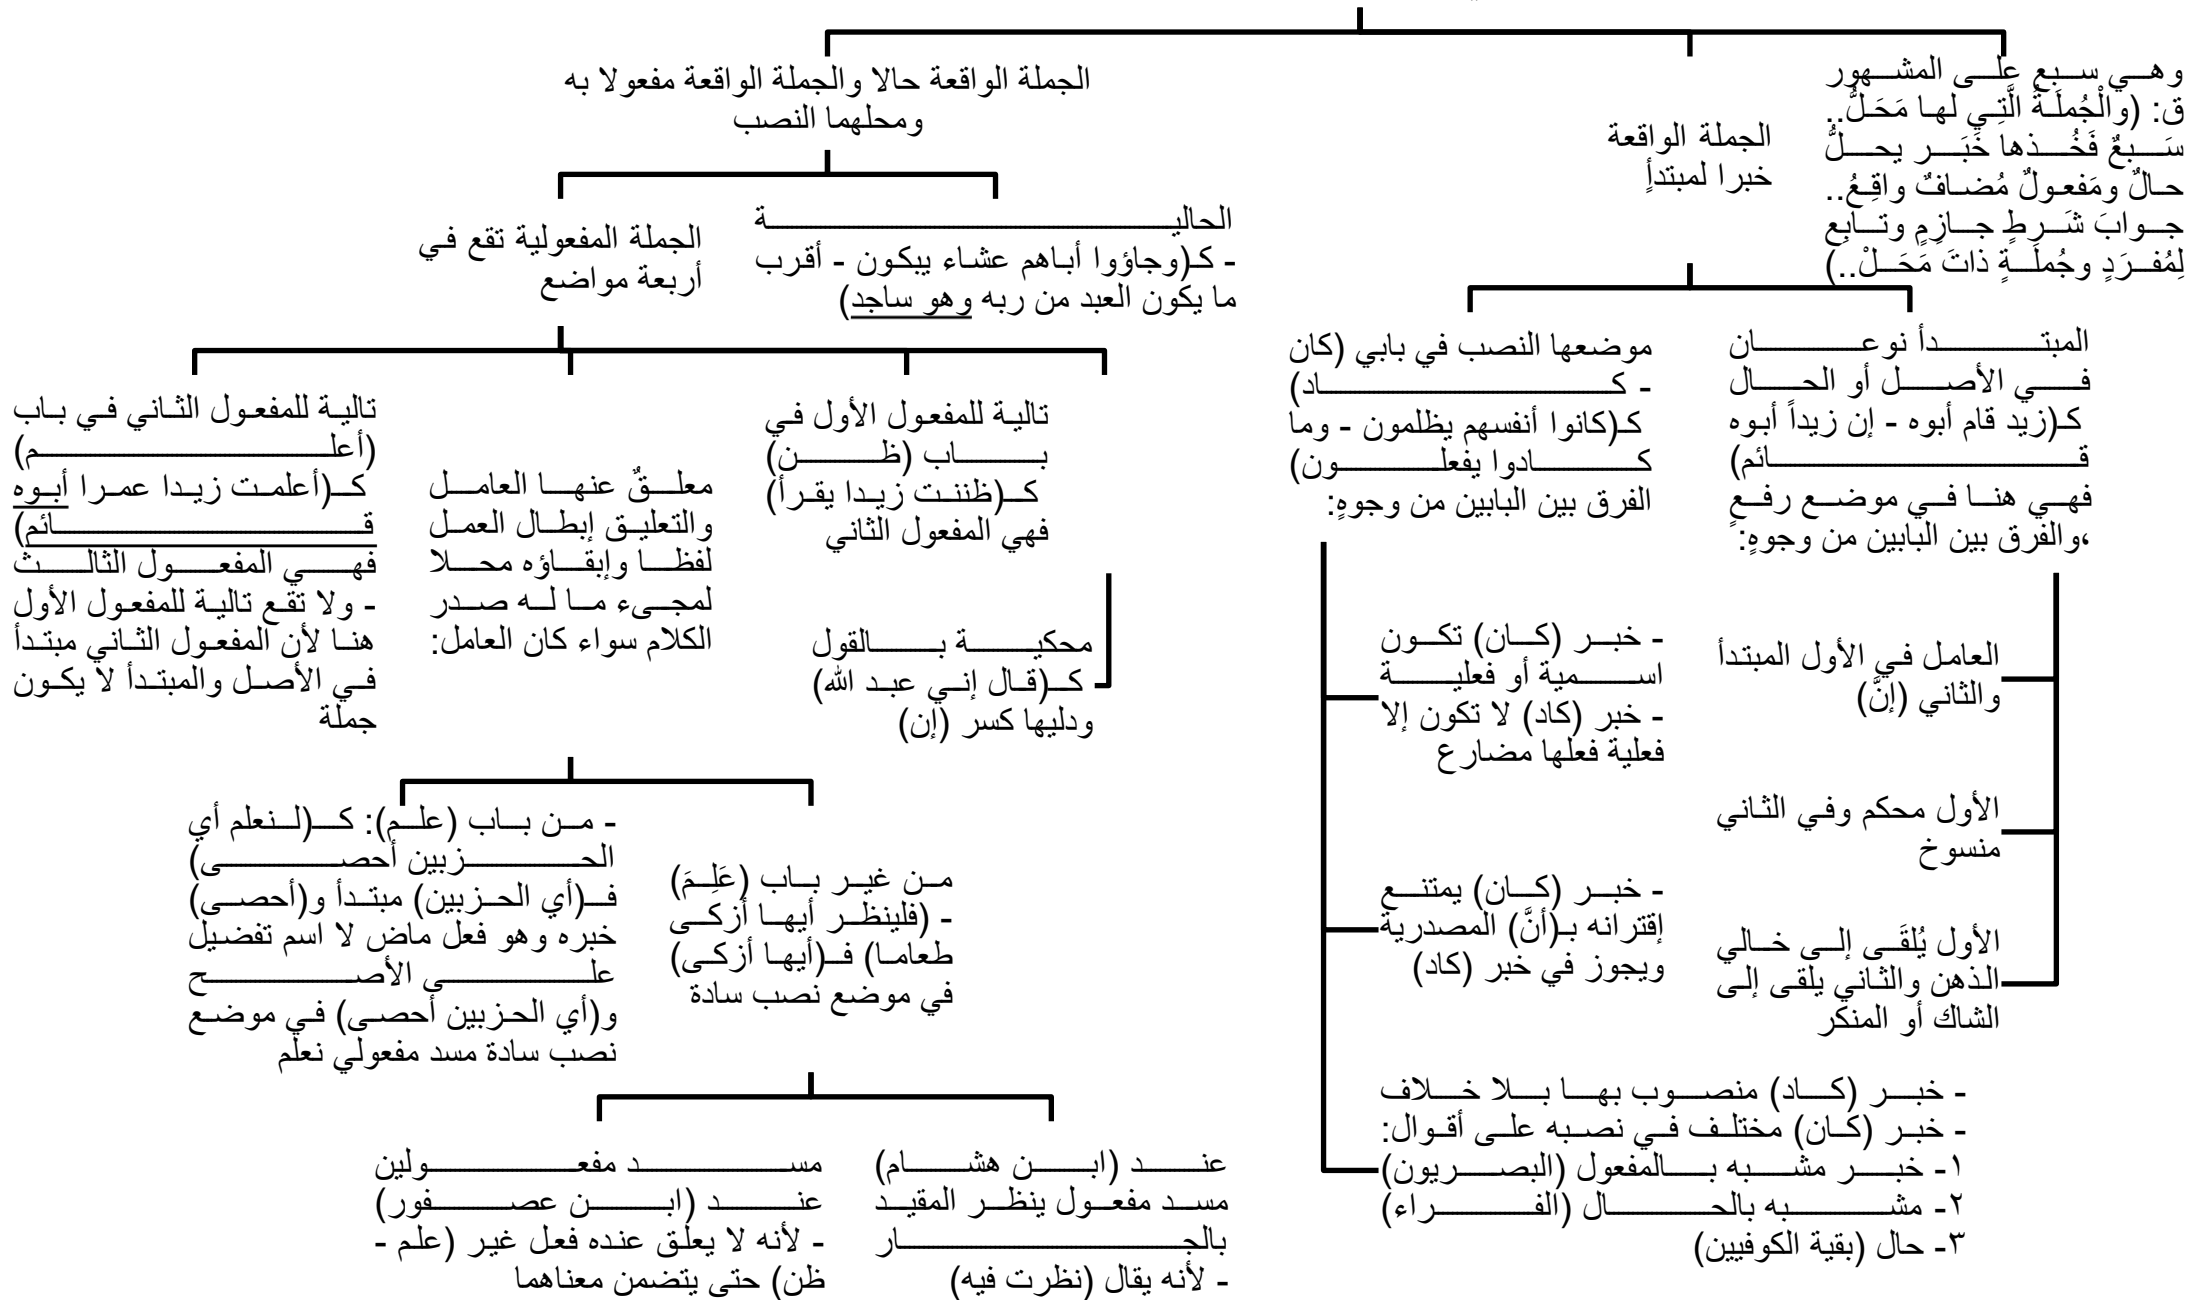 وهي سبع على المشهور
ق: (والْجُملَةُ الَّتِي لها مَحَلُّ..
سَبعٌ فَخُذها خَبَر يحلُّ
حالٌ ومَفعولٌ مُضافٌ واقِعُ..
جوابَ شَرطٍ جازِمٍ وتابِع
لِمُفرَدٍ وجُملَةٍ ذاتَ مَحَلْ..)
الجملة الواقعة
خبرا لمبتدأٍ
المبتدأ نوعان
في الأصل أو الحال
كـ(زيد قام أبوه - إن زيداً أبوه
قائم)
فهي هنا في موضع رفعٍ
،والفرق بين البابين من وجوهٍ:
العامل في الأول المبتدأ
والثاني (إنَّ)
الأول محكم وفي الثاني
منسوخ
الأول يُلقَى إلى خالي
الذهن والثاني يلقى إلى
الشاك أو المنكر
موضعها النصب في بابي (كان
- كاد)
كـ(كانوا أنفسهم يظلمون - وما
كادوا يفعلون)
الفرق بين البابين من وجوهٍ:
- خبر (كان) تكون
اسمية أو فعلية
- خبر (كاد) لا تكون إلا
فعلية فعلها مضارع
- خبر (كان) يمتنع
إقترانه بـ(أنَّ) المصدرية
ويجوز في خبر (كاد)
- خبر (كاد) منصوب بها بلا خلاف
- خبر (كان) مختلف في نصبه على أقوال:
١- خبر مشبه بالمفعول (البصريون)
٢- مشبه بالحال (الفراء)
٣- حال (بقية الكوفيين)
الجملة الواقعة حالا والجملة الواقعة مفعولا به
ومحلهما النصب
الحالية
- كـ(وجاؤوا أباهم عشاء يبكون - أقرب
ما يكون العبد من ربه وهو ساجد)
الجملة المفعولية تقع في
أربعة مواضع
محكية بالقول
كـ(قال إني عبد الله)
ودليها كسر (إن)
تالية للمفعول الأول في
باب (ظن)
كـ(ظننت زيدا يقرأ)
فهي المفعول الثاني
معلقٌ عنها العامل
والتعليق إبطال العمل
لفظا وإبقاؤه محلا
لمجىء ما له صدر
الكلام سواء كان العامل:
تالية للمفعول الثاني في باب
(أعلم)
كـ(أعلمت زيدا عمرا أبوه
قائم)
فهي المفعول الثالث
- ولا تقع تالية للمفعول الأول
هنا لأن المفعول الثاني مبتدأ
في الأصل والمبتدأ لا يكون
جملة
من غير باب (عَلِمَ)
- (فلينظر أيها أزكى
طعاما) فـ(أيها أزكى)
في موضع نصب سادة
- من باب (علم): كـ(لنعلم أي
الحزبين أحصى)
فـ(أي الحزبين) مبتدأ و(أحصى)
خبره وهو فعل ماض لا اسم تفضيل
على الأصح
و(أي الحزبين أحصى) في موضع
نصب سادة مسد مفعولي نعلم
عند (ابن هشام)
مسد مفعول ينظر المقيد
بالجار
- لأنه يقال (نظرت فيه)
مسد مفعولين
عند (ابن عصفور)
- لأنه لا يعلق عنده فعل غير (علم -
ظن) حتى يتضمن معناهما